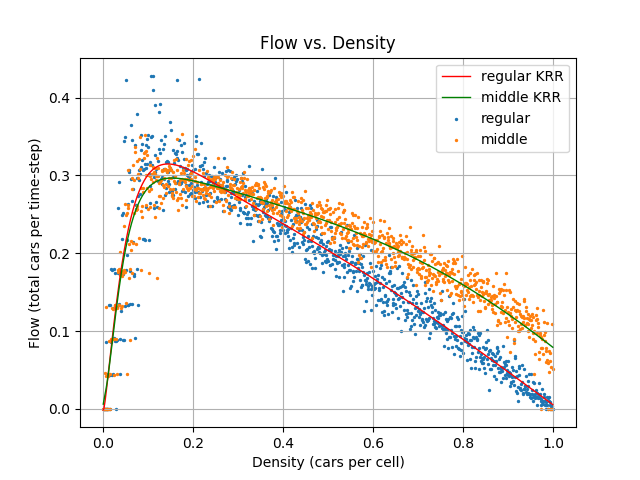 Flow vs. Density
regular KRR
middle KRR
regular
middle
Flow (total cars per time-step)
0.4
0.3
0.2
0.1
0.0
0.0 0.2 0.4 0.6 0.8 1.0
Density (cars per cell)